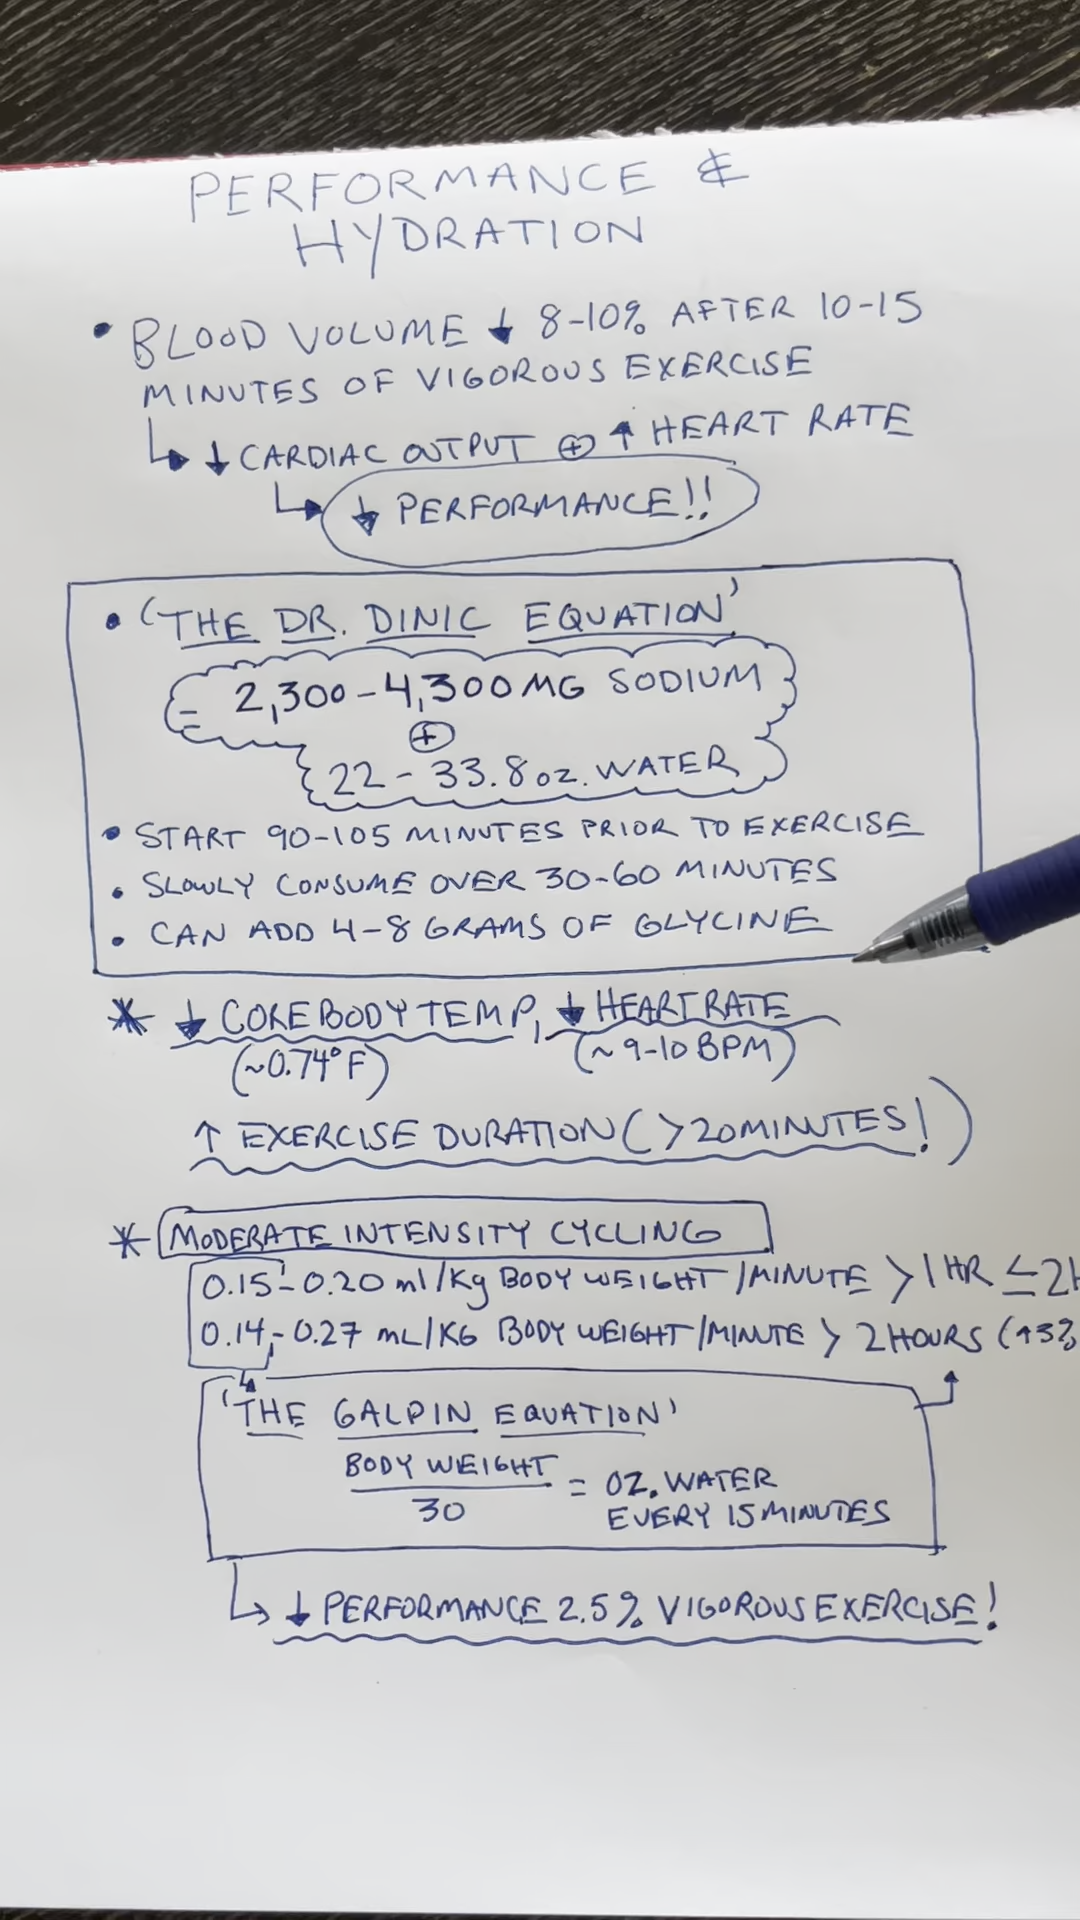 PERFORMANCE &
HYDRATION
• BLOOD VOLUME ↓ 8-10% AFTER 10-15
MINUTES OF VIGOROUS EXERCISE
↳ ↓ CARDIAC OUTPUT ⊕ ↑ HEART RATE
↳ ↓ PERFORMANCE!!
• 'THE DR. DINIC EQUATION'
= 2,300-4,300 MG SODIUM
⊕
22 - 33.8 oz. WATER
• START 90-105 MINUTES PRIOR TO EXERCISE
• SLOWLY CONSUME OVER 30-60 MINUTES
• CAN ADD 4-8 GRAMS OF GLYCINE
* ↓ CORE BODY TEMP, ↓ HEART RATE
(~0.74°F) (~9-10 BPM)
↑ EXERCISE DURATION (>20 MINUTES!)
* MODERATE INTENSITY CYCLING
0.15-0.20 ml/Kg BODY WEIGHT/MINUTE > 1 HR ≤ 2H
0.14-0.27 mL/KG BODY WEIGHT/MINUTE > 2 HOURS (↑3%
'THE GALPIN EQUATION'
BODY WEIGHT
30
= OZ. WATER
EVERY 15 MINUTES
↳ ↓ PERFORMANCE 2.5% VIGOROUS EXERCISE!